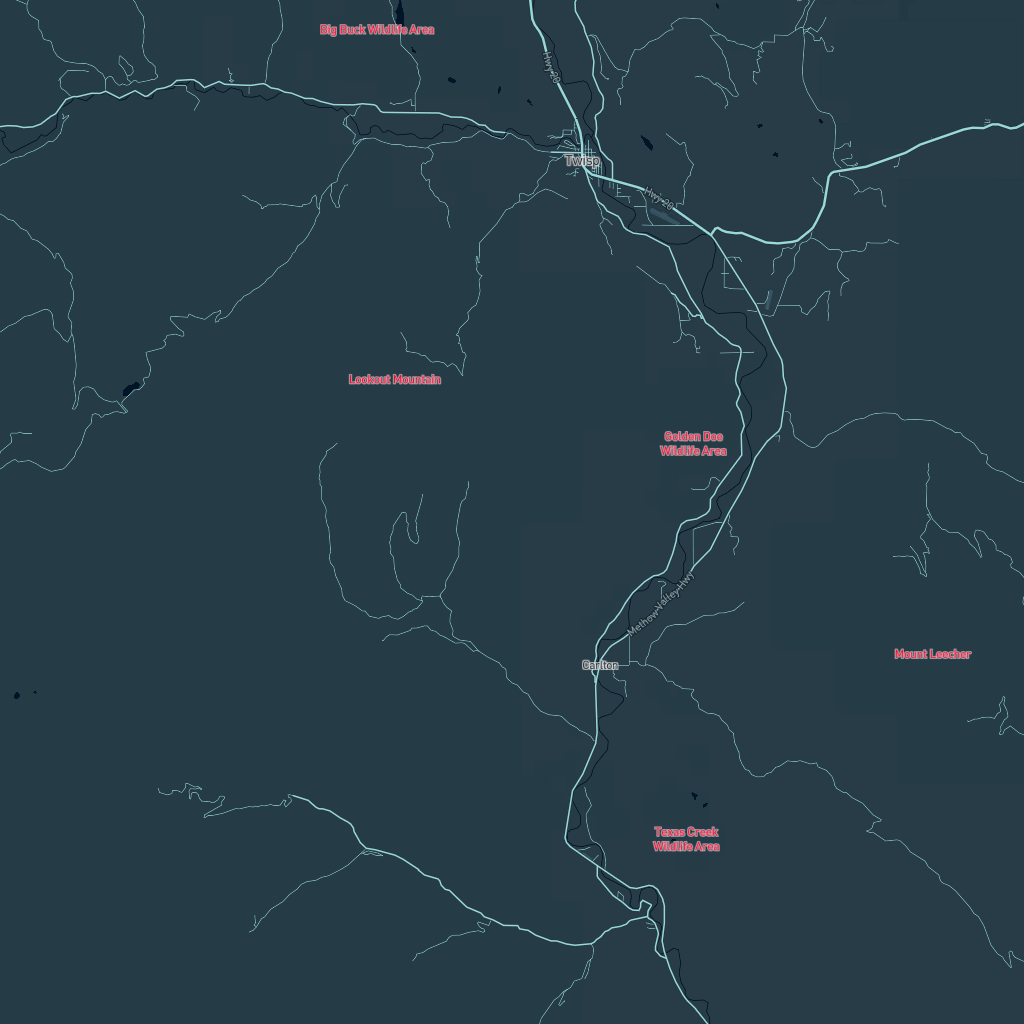 Big Buck Wildlife Area
Hwy 20
Twisp
Hwy 20
Lookout Mountain
Golden Doe
Wildlife Area
Methow Valley Hwy
Carlton
Mount Leecher
Texas Creek
Wildlife Area